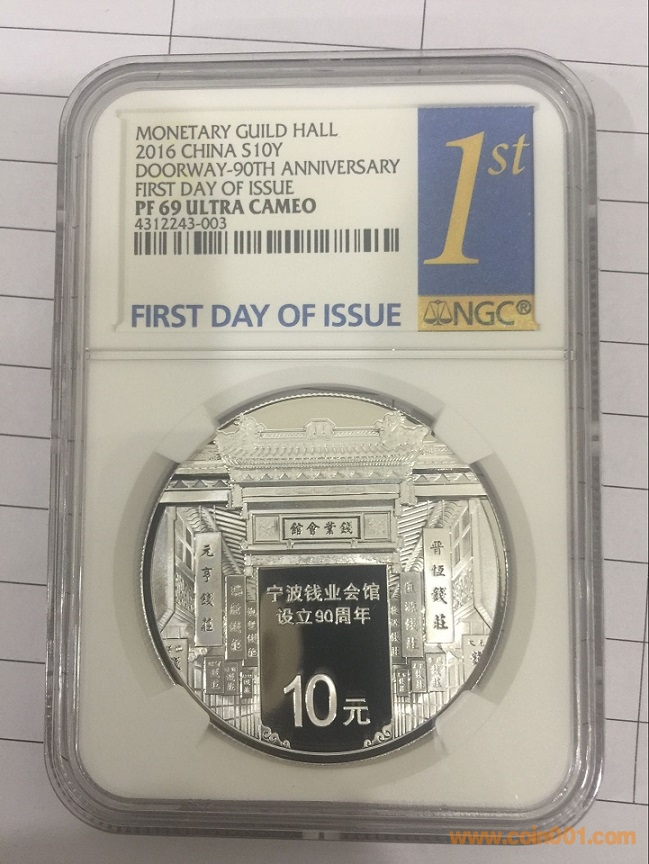 MONETARY GUILD HALL
2016 CHINA S10Y
DOORWAY-90TH ANNIVERSARY
FIRST DAY OF ISSUE
PF 69 ULTRA CAMEO
4312243-003
FIRST DAY OF ISSUE
1st
NGC®
館會業錢
元亨錢莊
晋恒錢莊
宁波钱业会馆
设立90周年
10元
www.coin001.com